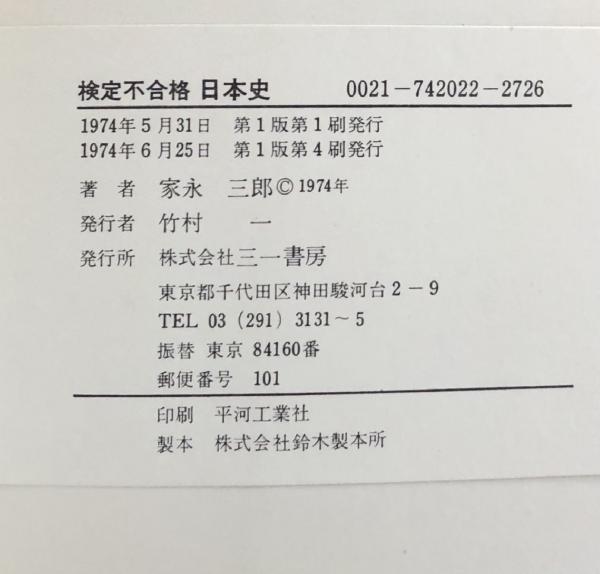 検定不合格 日本史 0021-742022-2726
1974年5月31日 第1版第1刷発行
1974年6月25日 第1版第4刷発行
著 者 家永 三郎©1974年
発行者 竹村 一
発行所 株式会社三一書房
東京都千代田区神田駿河台2-9
TEL 03 (291) 3131~5
振替 東京 84160番
郵便番号 101
印刷 平河工業社
製本 株式会社鈴木製本所